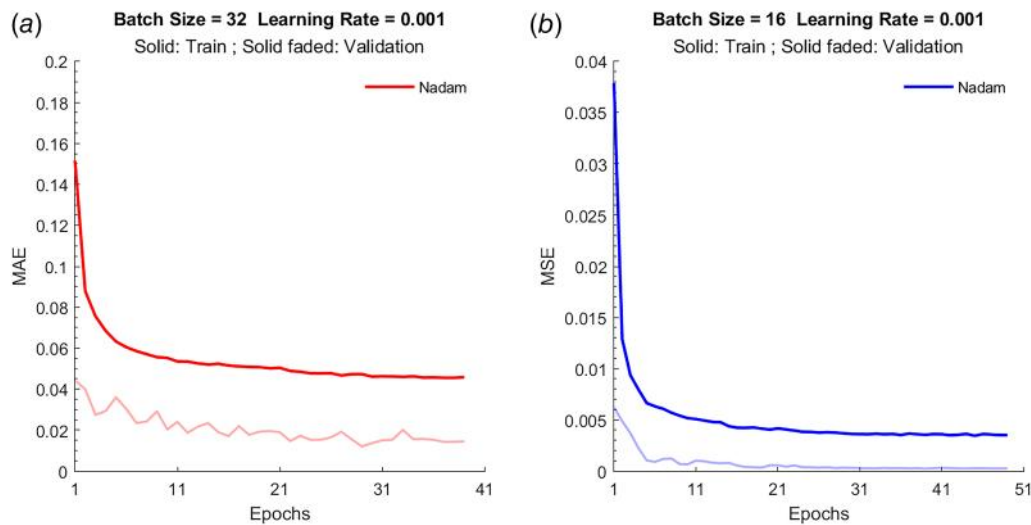 (a)
Batch Size = 32 Learning Rate = 0.001
Solid: Train ; Solid faded: Validation
0.2
0.18
0.16
0.14
0.12
0.1
0.08
0.06
0.04
0.02
0
MAE
Nadam
1
11
21
31
41
Epochs
(b)
Batch Size = 16 Learning Rate = 0.001
Solid: Train ; Solid faded: Validation
0.04
0.035
0.03
0.025
0.02
0.015
0.01
0.005
0
MSE
Nadam
1
11
21
31
41
51
Epochs